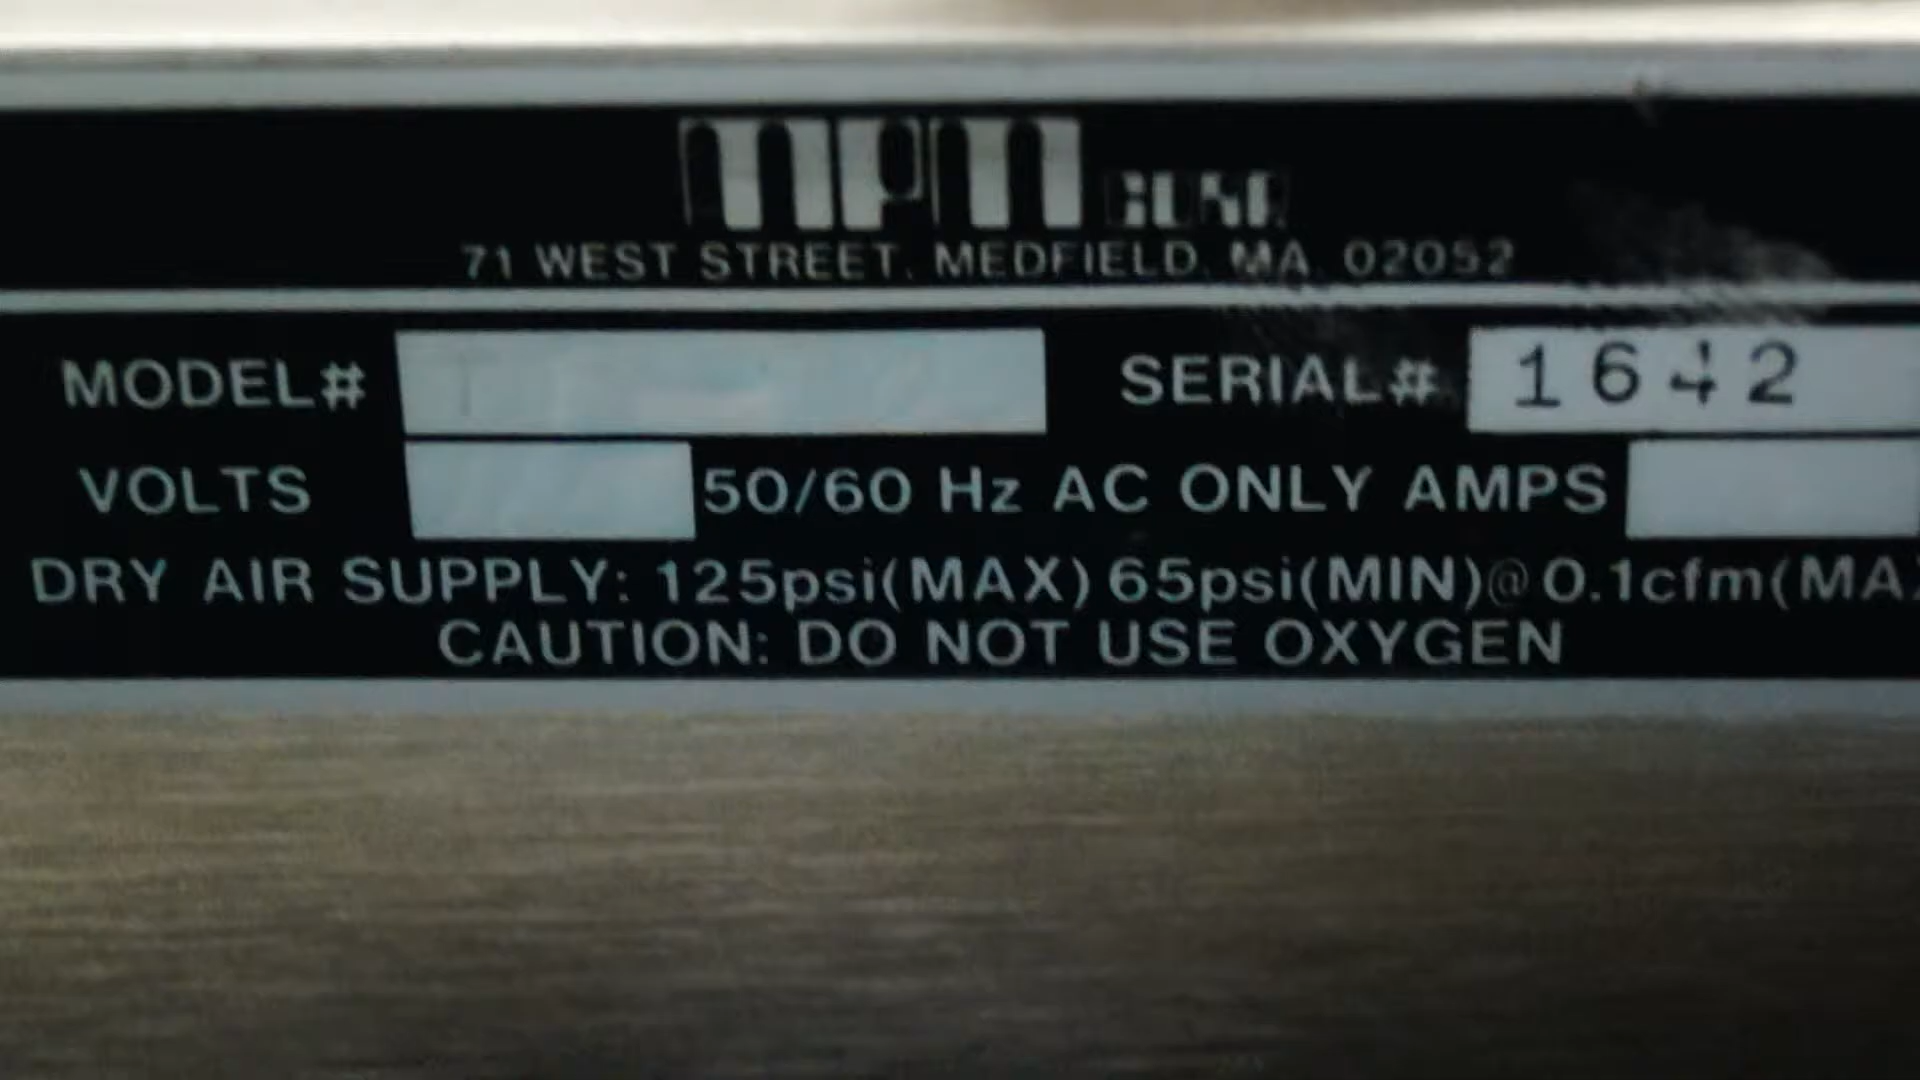 71 WEST STREET, MEDFIELD, MA. 02052
MODEL# SERIAL# 1642
VOLTS 50/60 Hz AC ONLY AMPS
DRY AIR SUPPLY: 125psi(MAX) 65psi(MIN)@ 0.1cfm(MA
CAUTION: DO NOT USE OXYGEN